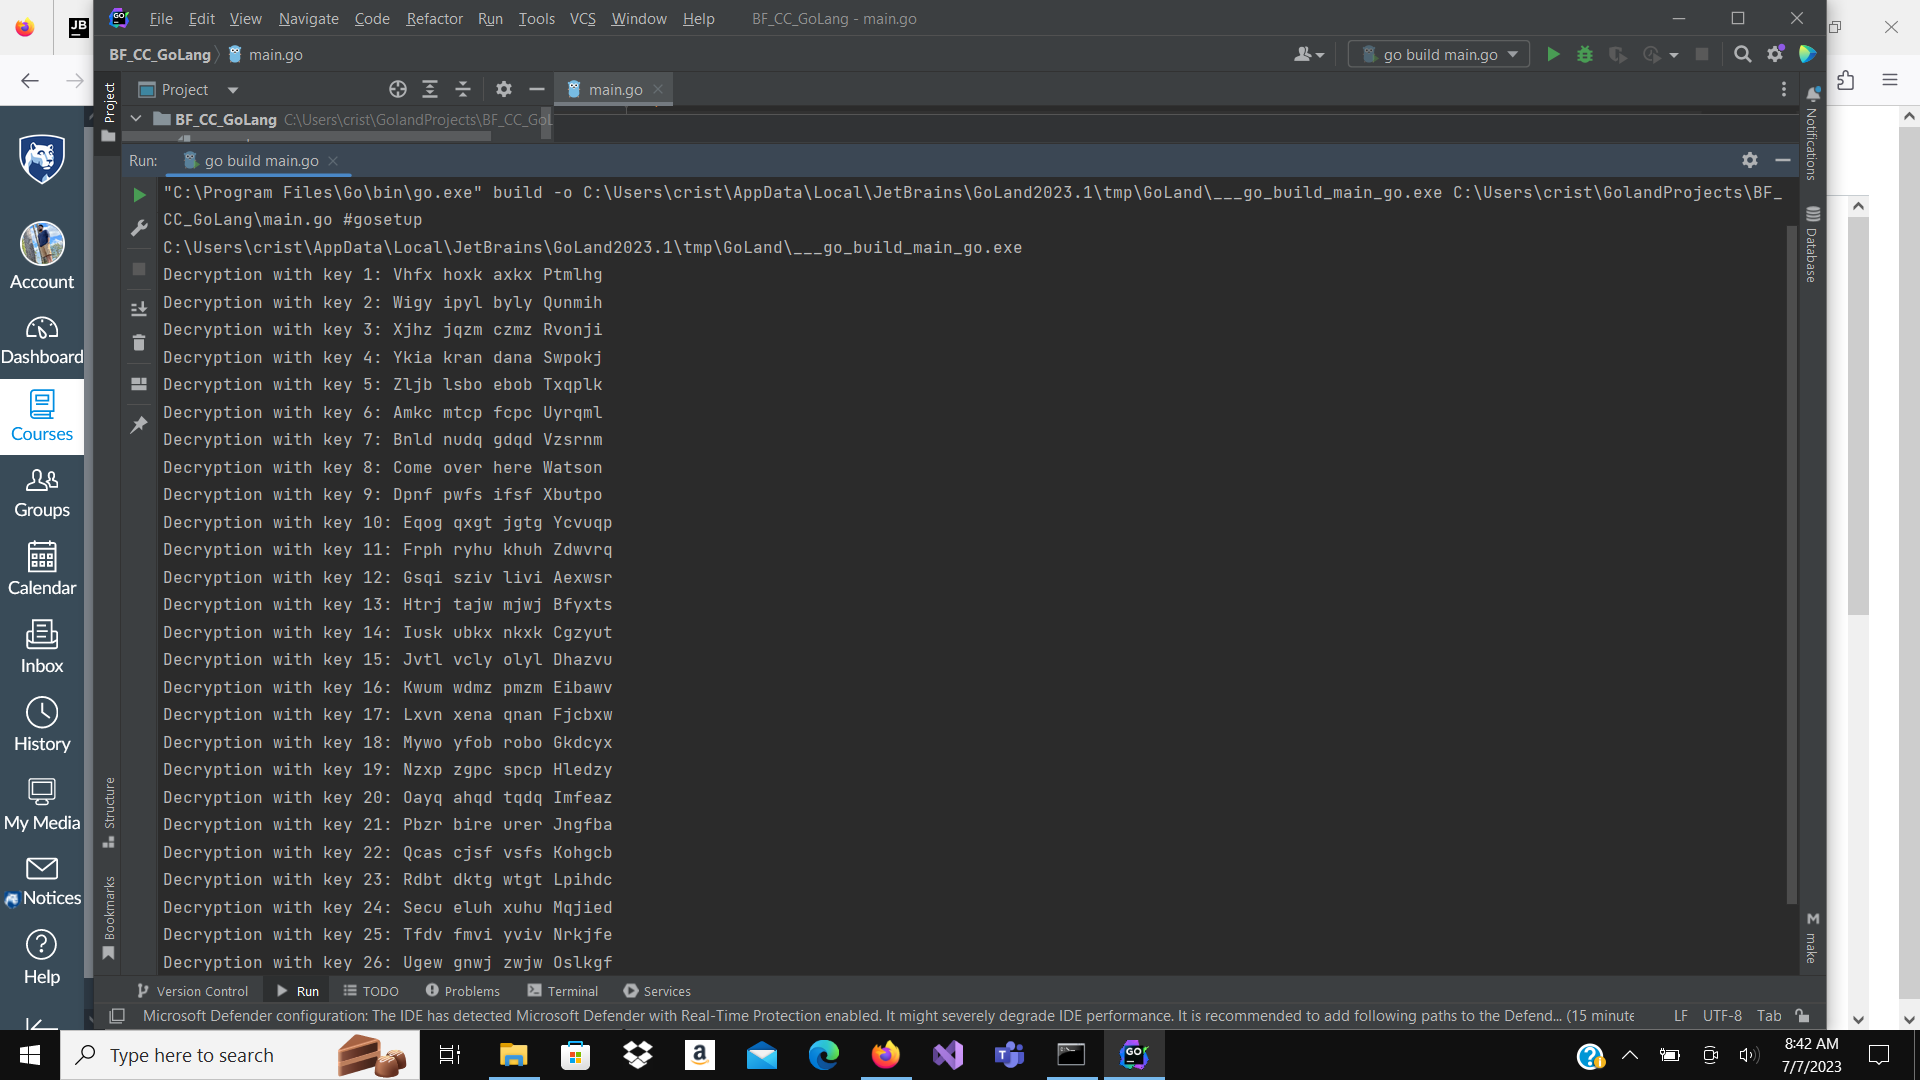 File Edit View Navigate Code Refactor Run Tools VCS Window Help BF_CC_GoLang - main.go
BF_CC_GoLang main.go go build main.go
Project main.go
BF_CC_GoLang C:\Users\crist\GolandProjects\BF_CC_GoL
Run: go build main.go
"C:\Program Files\Go\bin\go.exe" build -o C:\Users\crist\AppData\Local\JetBrains\GoLand2023.1\tmp\GoLand\___go_build_main_go.exe C:\Users\crist\GolandProjects\BF_
CC_GoLang\main.go #gosetup
C:\Users\crist\AppData\Local\JetBrains\GoLand2023.1\tmp\GoLand\___go_build_main_go.exe
Decryption with key 1: Vhfx hoxk axkx Ptmlhg
Decryption with key 2: Wigy ipyl byly Qunmih
Decryption with key 3: Xjhz jqzm czmz Rvonji
Decryption with key 4: Ykia kran dana Swpokj
Decryption with key 5: Zljb lsbo ebob Txqplk
Decryption with key 6: Amkc mtcp fcpc Uyrqml
Decryption with key 7: Bnld nudq gdqd Vzsrnm
Decryption with key 8: Come over here Watson
Decryption with key 9: Dpnf pwfs ifsf Xbutpo
Decryption with key 10: Eqog qxgt jgtg Ycvuqp
Decryption with key 11: Frph ryhu khuh Zdwvrq
Decryption with key 12: Gsqi sziv livi Aexwsr
Decryption with key 13: Htrj tajw mjwj Bfyxts
Decryption with key 14: Iusk ubkx nkxk Cgzyut
Decryption with key 15: Jvtl vcly olyl Dhazvu
Decryption with key 16: Kwum wdmz pmzm Eibawv
Decryption with key 17: Lxvn xena qnan Fjcbxw
Decryption with key 18: Mywo yfob robo Gkdcyx
Decryption with key 19: Nzxp zgpc spcp Hledzy
Decryption with key 20: Oayq ahqd tqdq Imfeaz
Decryption with key 21: Pbzr bire urer Jngfba
Decryption with key 22: Qcas cjsf vsfs Kohgcb
Decryption with key 23: Rdbt dktg wtgt Lpihdc
Decryption with key 24: Secu eluh xuhu Mqjied
Decryption with key 25: Tfdv fmvi yviv Nrkjfe
Decryption with key 26: Ugew gnwj zwjw Oslkgf
Version Control Run TODO Problems Terminal Services
Microsoft Defender configuration: The IDE has detected Microsoft Defender with Real-Time Protection enabled. It might severely degrade IDE performance. It is recommended to add following paths to the Defend... (15 minute LF UTF-8 Tab
Project
Structure
Bookmarks
Notifications
Database
make
JB
Account
Dashboard
Courses
Groups
Calendar
Inbox
History
My Media
Notices
Help
Type here to search
8:42 AM
7/7/2023